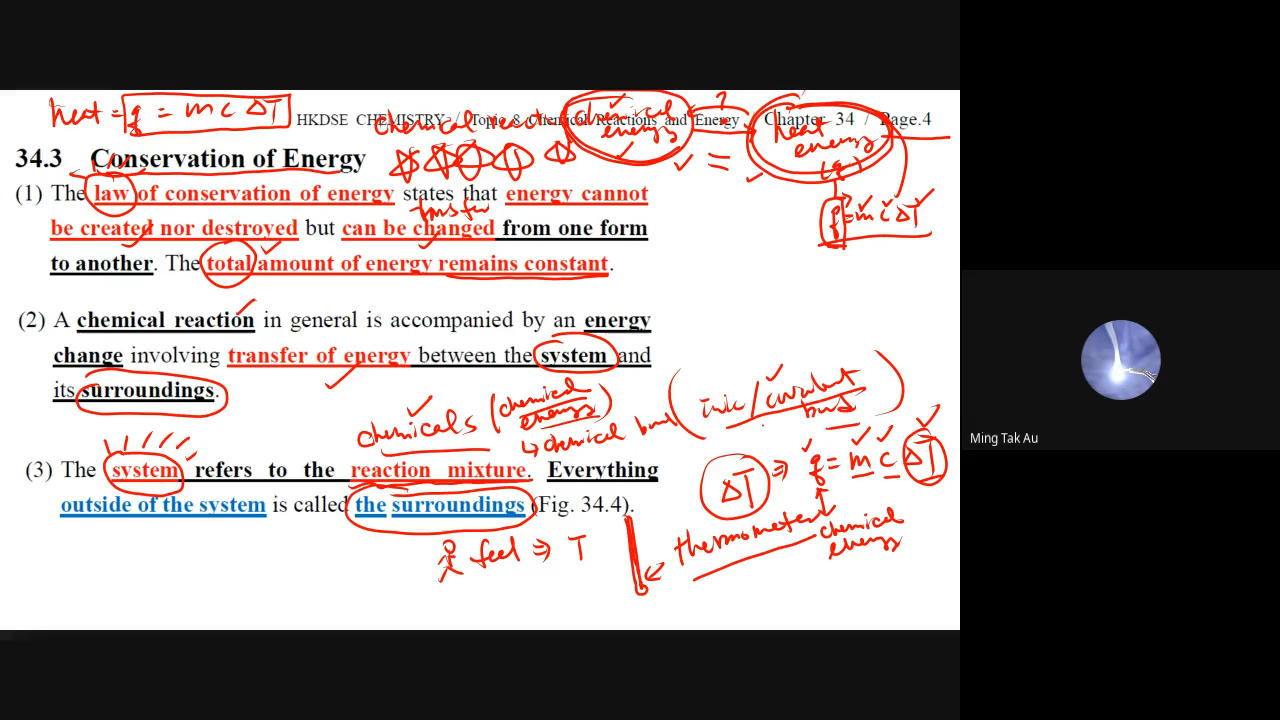 heat = q = mcΔT
HKDSE CHEMISTRY / Topic 8 Chemical Reactions and Energy / Chapter 34 / Page.4
chemical react
chemical energy
?
=
heat energy (q)
q = mcΔT
34.3 Conservation of Energy
(1) The law of conservation of energy states that energy cannot
transfer
be created nor destroyed but can be changed from one form
to another. The total amount of energy remains constant.
(2) A chemical reaction in general is accompanied by an energy
change involving transfer of energy between the system and
its surroundings.
chemicals (chemical energy)
↳ chemical bond (ionic / covalent bond)
(3) The system refers to the reaction mixture. Everything
outside of the system is called the surroundings (Fig. 34.4).
ΔT ⇒ q = mcΔT
chemical energy
feel ⇒ T
thermometer
Ming Tak Au